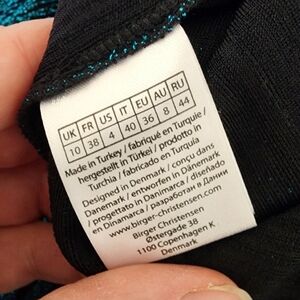 UK FR US IT EU AU RU
10 38 4 40 36 8 44
Made in Turkey / fabriqué en Turquie /
hergestellt in Türkei / prodotto in
Turchia / fabricado en Turquía
Designed in Denmark / conçu dans
Danemark / entworfen in Dänemark
/ progettato in Danimarca / diseñado
en Dinamarca / разработан в Дании
www.birger-christensen.com
Birger Christensen
Østergade 38
1100 Copenhagen K
Denmark